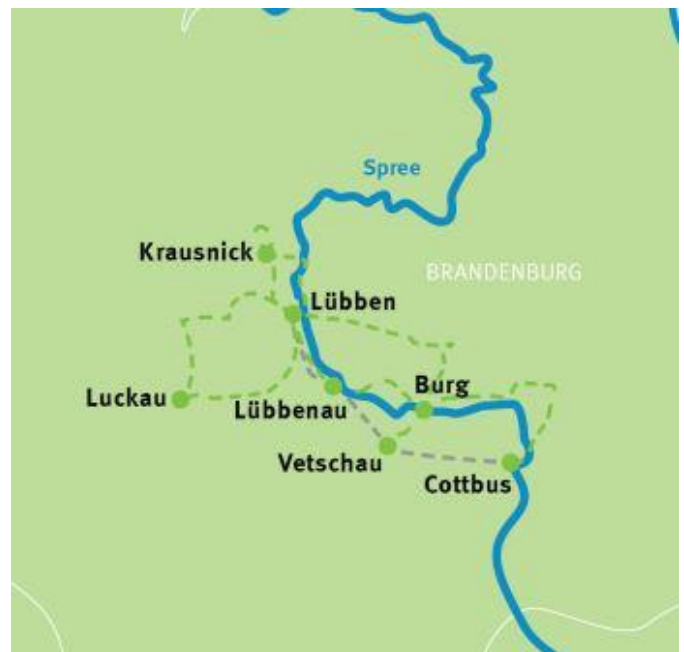 Spree
Krausnick
BRANDENBURG
Lübben
Luckau
Lübbenau
Burg
Vetschau
Cottbus